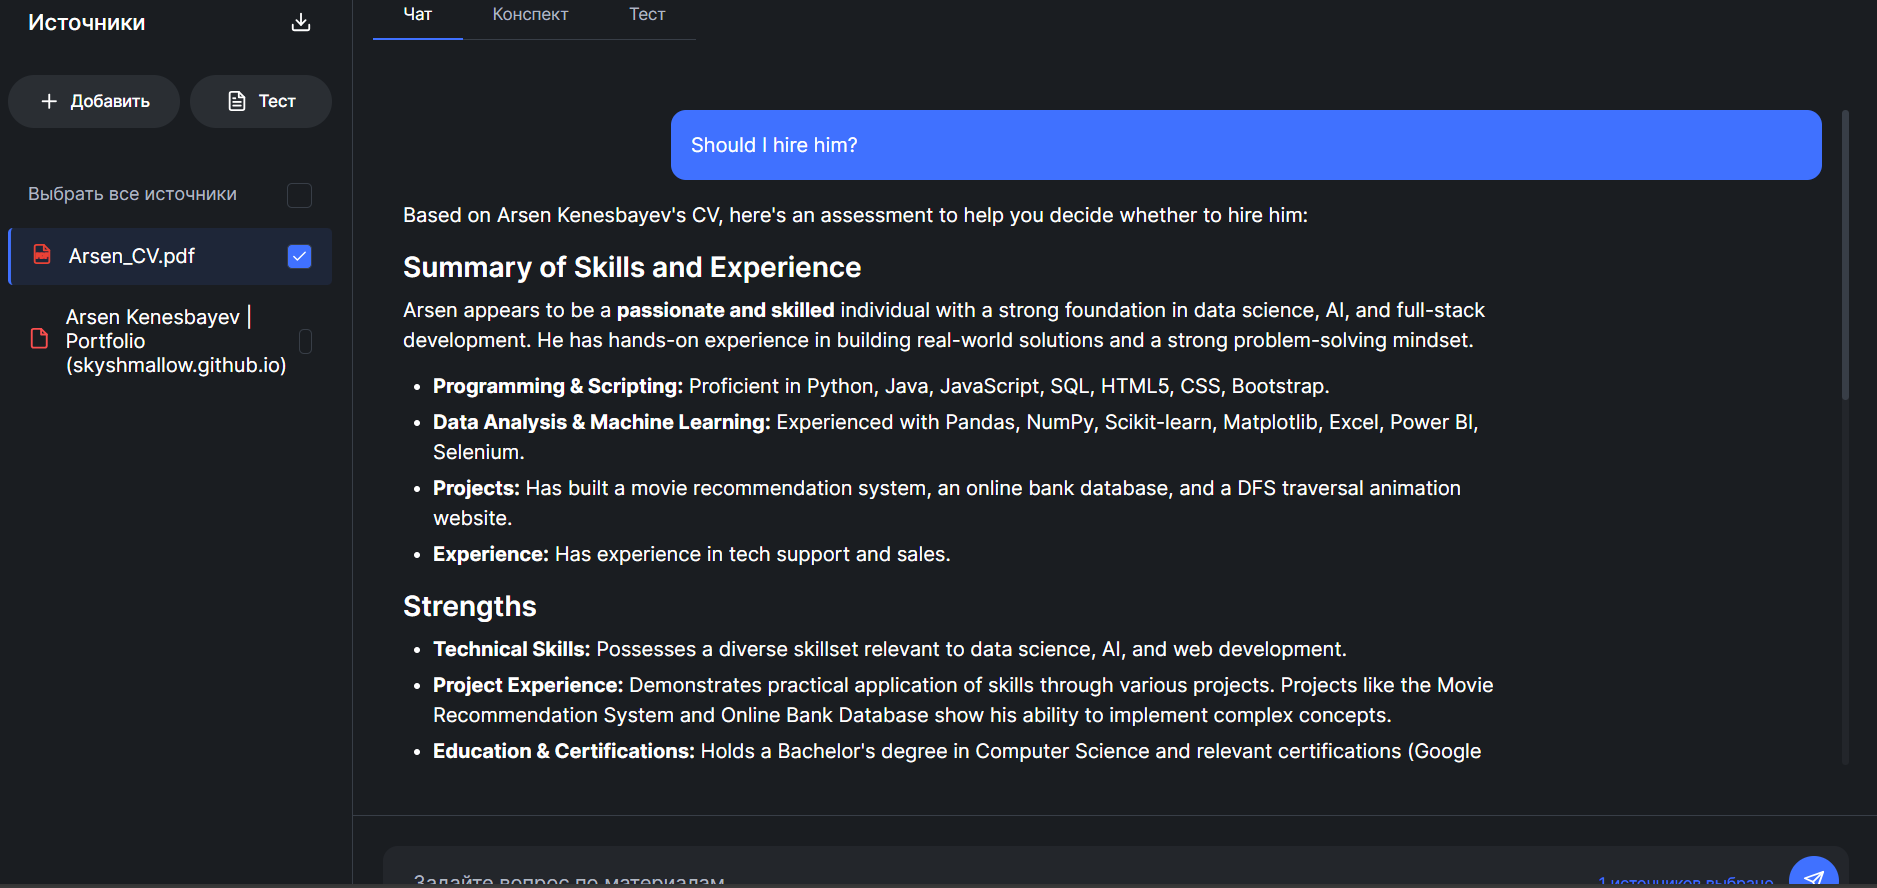 Источники
Добавить
Тест
Выбрать все источники
Arsen_CV.pdf
Arsen Kenesbayev |
Portfolio
(skyshmallow.github.io)
Чат
Конспект
Тест
Should I hire him?
Based on Arsen Kenesbayev's CV, here's an assessment to help you decide whether to hire him:
Summary of Skills and Experience
Arsen appears to be a passionate and skilled individual with a strong foundation in data science, AI, and full-stack
development. He has hands-on experience in building real-world solutions and a strong problem-solving mindset.
• Programming & Scripting: Proficient in Python, Java, JavaScript, SQL, HTML5, CSS, Bootstrap.
• Data Analysis & Machine Learning: Experienced with Pandas, NumPy, Scikit-learn, Matplotlib, Excel, Power BI,
Selenium.
• Projects: Has built a movie recommendation system, an online bank database, and a DFS traversal animation
website.
• Experience: Has experience in tech support and sales.
Strengths
• Technical Skills: Possesses a diverse skillset relevant to data science, AI, and web development.
• Project Experience: Demonstrates practical application of skills through various projects. Projects like the Movie
Recommendation System and Online Bank Database show his ability to implement complex concepts.
• Education & Certifications: Holds a Bachelor's degree in Computer Science and relevant certifications (Google
Задайте вопрос по материалам
1 источников выбрано